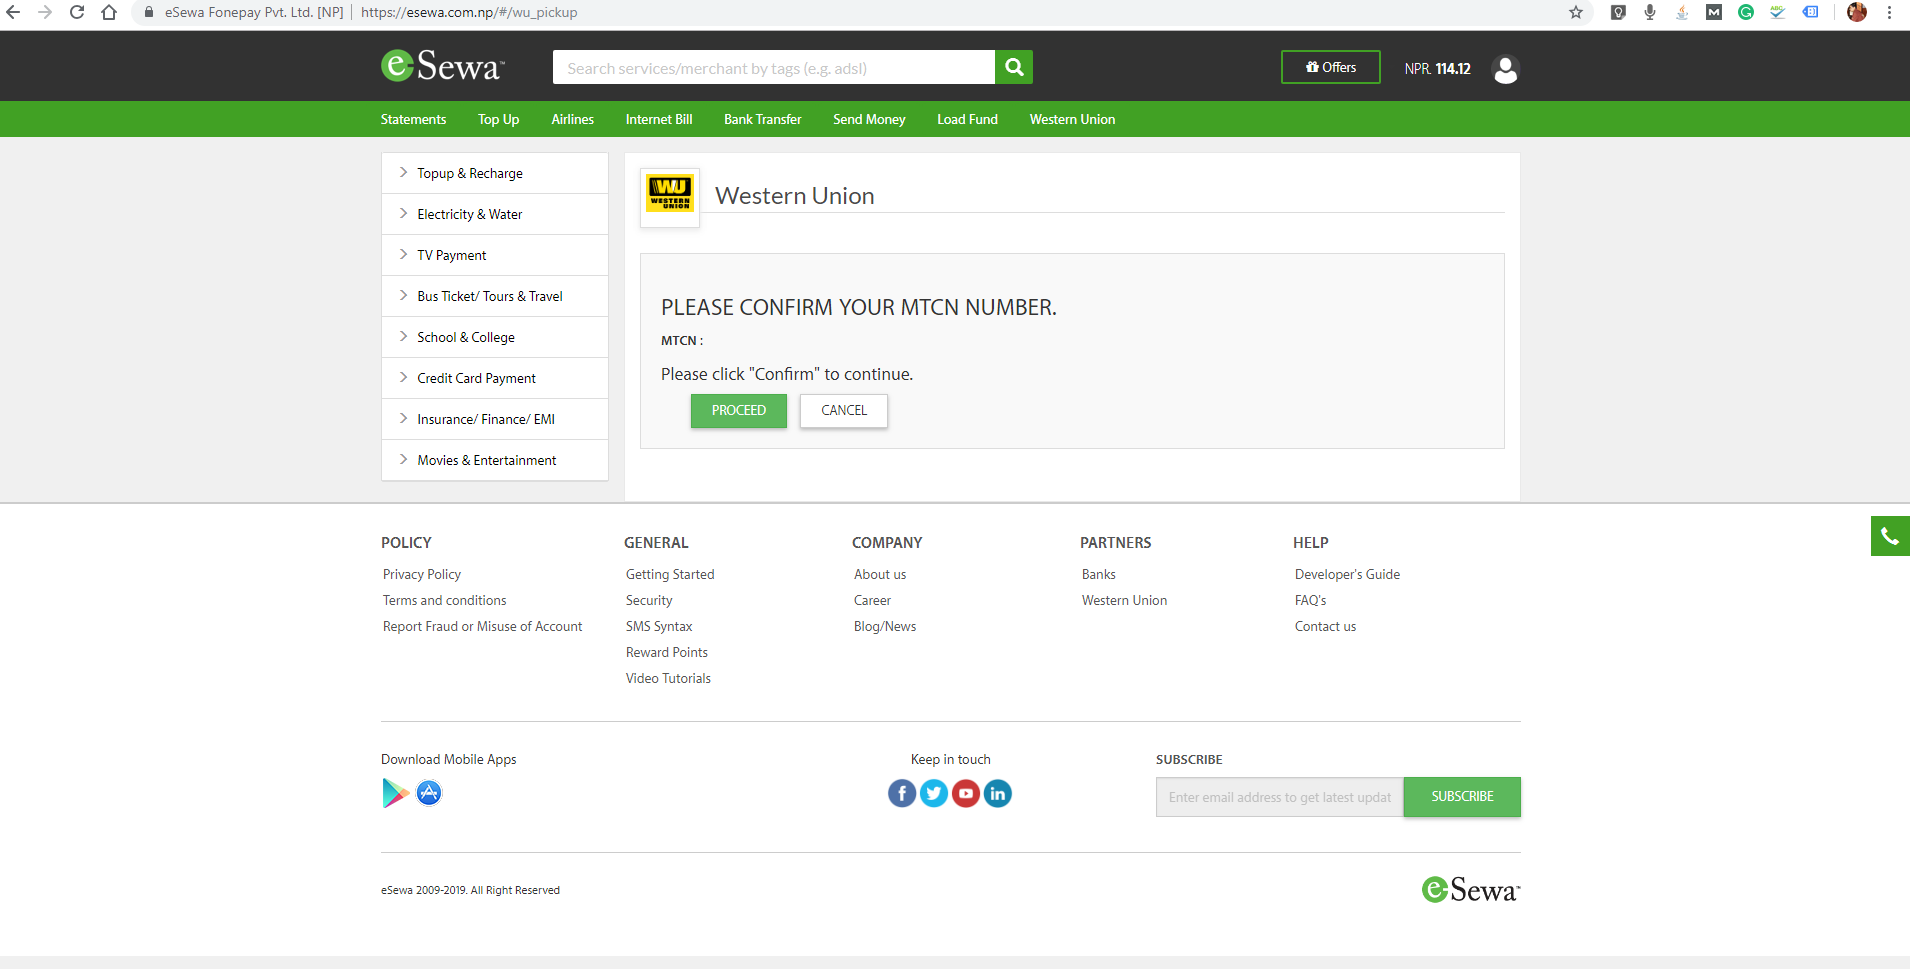 eSewa Fonepay Pvt. Ltd. [NP] | https://esewa.com.np/#/wu_pickup
eSewa™
Search services/merchant by tags (e.g. adsl)
Offers
NPR. 114.12
Statements
Top Up
Airlines
Internet Bill
Bank Transfer
Send Money
Load Fund
Western Union
Topup & Recharge
Electricity & Water
TV Payment
Bus Ticket/ Tours & Travel
School & College
Credit Card Payment
Insurance/ Finance/ EMI
Movies & Entertainment
WU
WESTERN
UNION
Western Union
PLEASE CONFIRM YOUR MTCN NUMBER.
MTCN :
Please click "Confirm" to continue.
PROCEED
CANCEL
POLICY
Privacy Policy
Terms and conditions
Report Fraud or Misuse of Account
GENERAL
Getting Started
Security
SMS Syntax
Reward Points
Video Tutorials
COMPANY
About us
Career
Blog/News
PARTNERS
Banks
Western Union
HELP
Developer's Guide
FAQ's
Contact us
Download Mobile Apps
Keep in touch
SUBSCRIBE
Enter email address to get latest updat
SUBSCRIBE
eSewa 2009-2019. All Right Reserved
eSewa™